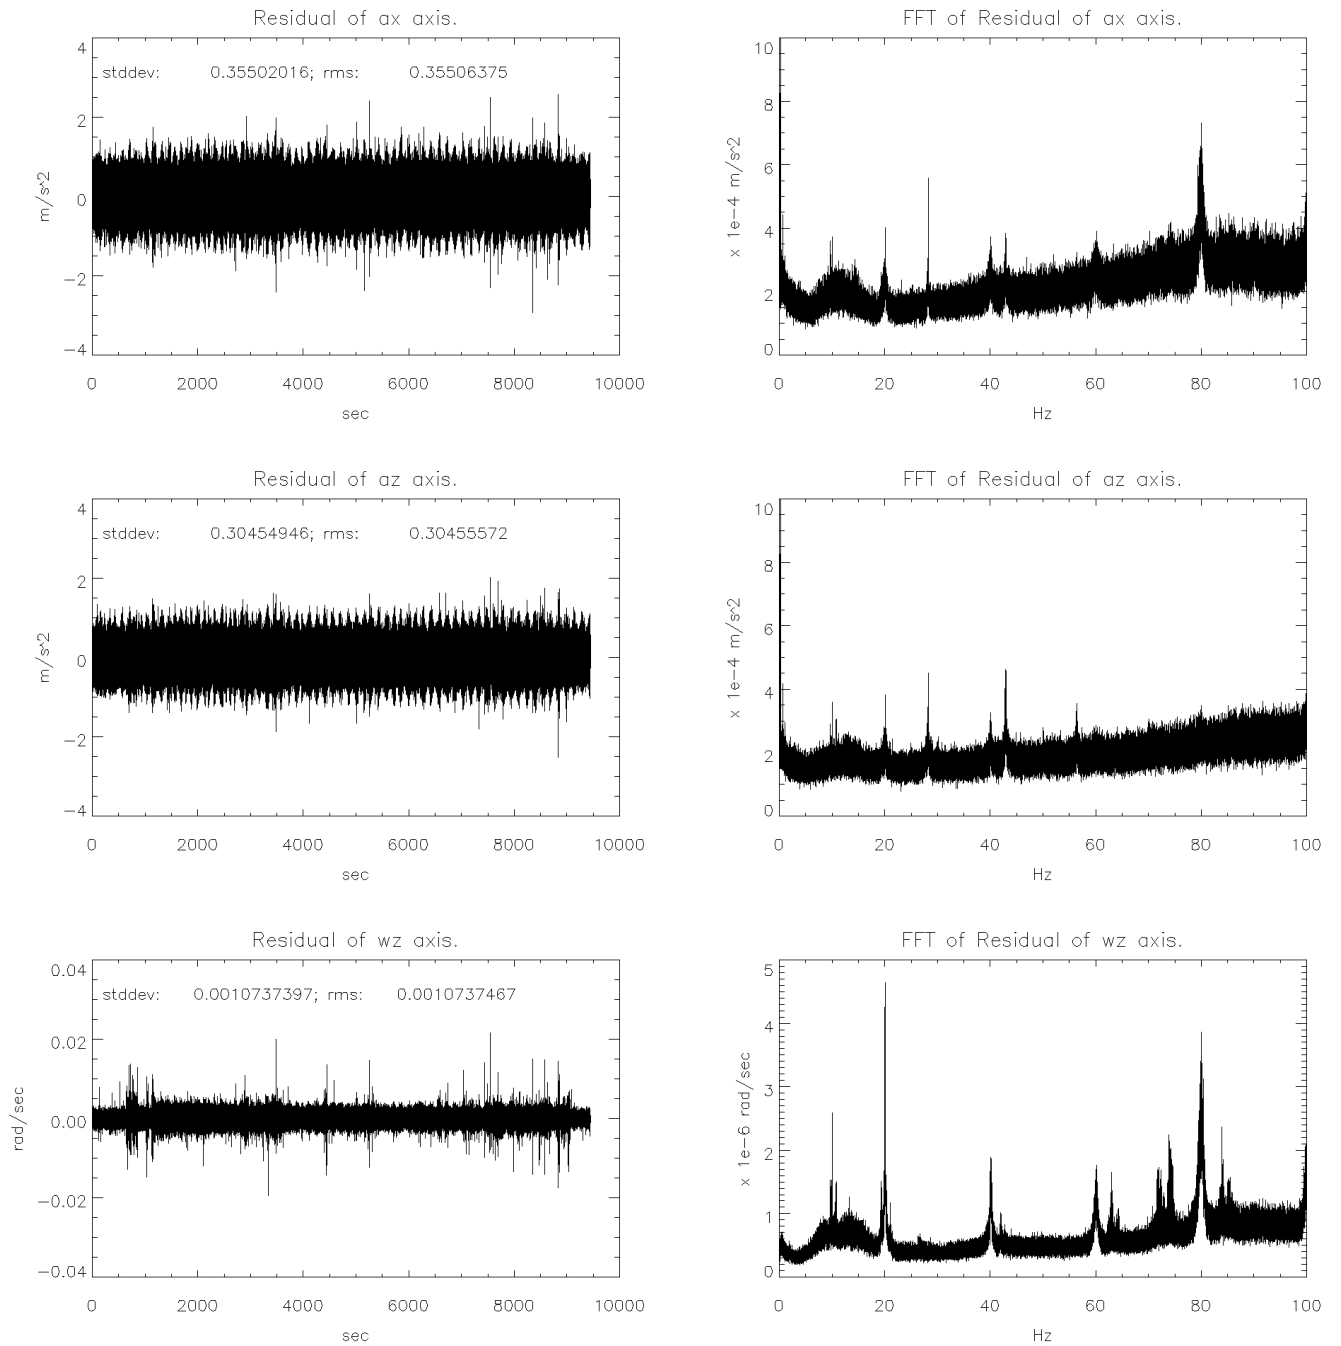 Residual of ax axis.
stddev: 0.35502016; rms: 0.35506375
4
2
0
−2
−4
m/s^2
0 2000 4000 6000 8000 10000
sec
FFT of Residual of ax axis.
10
8
6
4
2
0
x 1e−4 m/s^2
0 20 40 60 80 100
Hz
Residual of az axis.
stddev: 0.30454946; rms: 0.30455572
4
2
0
−2
−4
m/s^2
0 2000 4000 6000 8000 10000
sec
FFT of Residual of az axis.
10
8
6
4
2
0
x 1e−4 m/s^2
0 20 40 60 80 100
Hz
Residual of wz axis.
stddev: 0.0010737397; rms: 0.0010737467
0.04
0.02
0.00
−0.02
−0.04
rad/sec
0 2000 4000 6000 8000 10000
sec
FFT of Residual of wz axis.
5
4
3
2
1
0
x 1e−6 rad/sec
0 20 40 60 80 100
Hz